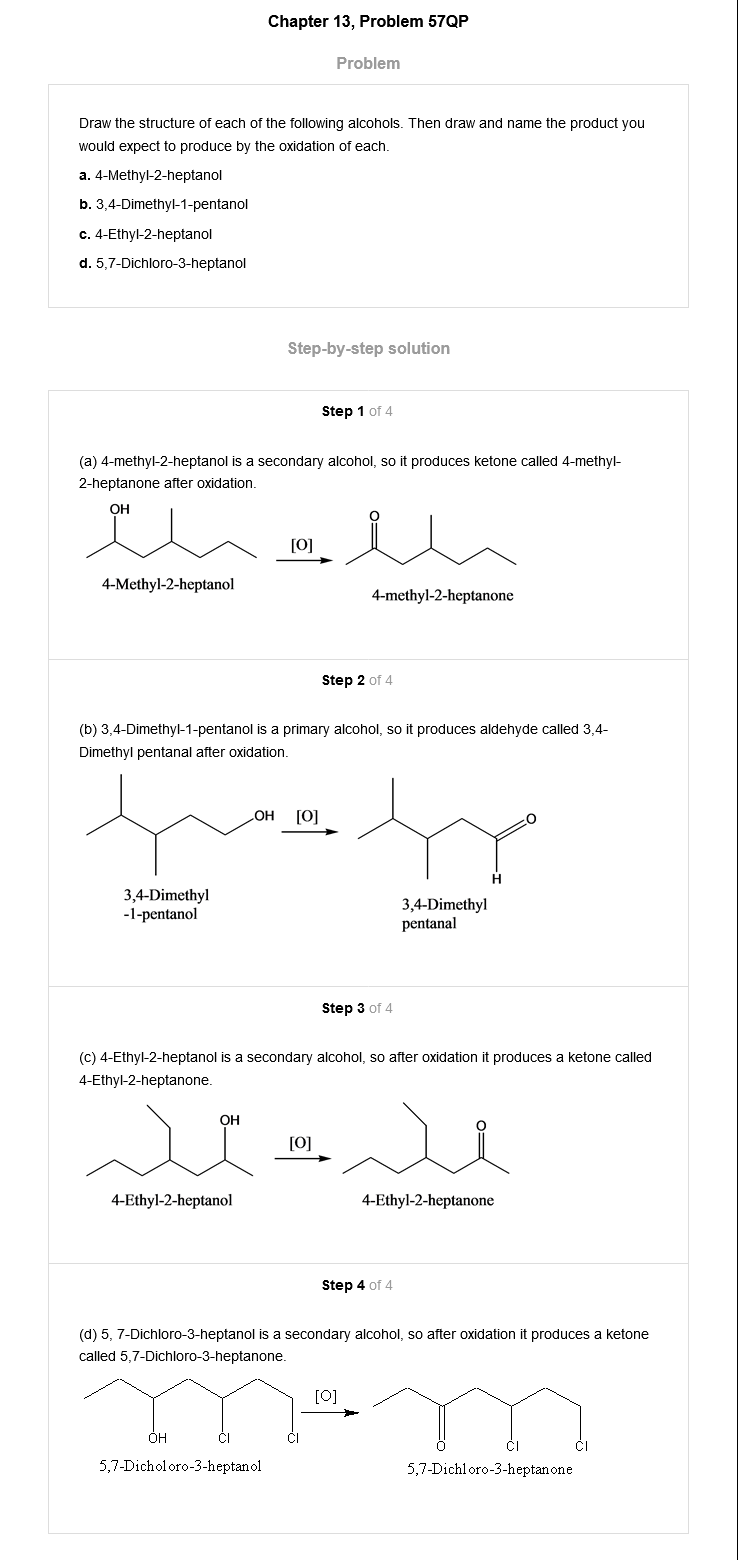 Chapter 13, Problem 57QP
Problem
Draw the structure of each of the following alcohols. Then draw and name the product you
would expect to produce by the oxidation of each.
a. 4-Methyl-2-heptanol
b. 3,4-Dimethyl-1-pentanol
c. 4-Ethyl-2-heptanol
d. 5,7-Dichloro-3-heptanol
Step-by-step solution
Step 1 of 4
(a) 4-methyl-2-heptanol is a secondary alcohol, so it produces ketone called 4-methyl-
2-heptanone after oxidation.
OH
O
[O]
4-Methyl-2-heptanol
4-methyl-2-heptanone
Step 2 of 4
(b) 3,4-Dimethyl-1-pentanol is a primary alcohol, so it produces aldehyde called 3,4-
Dimethyl pentanal after oxidation.
OH
[O]
O
H
3,4-Dimethyl
-1-pentanol
3,4-Dimethyl
pentanal
Step 3 of 4
(c) 4-Ethyl-2-heptanol is a secondary alcohol, so after oxidation it produces a ketone called
4-Ethyl-2-heptanone.
OH
O
[O]
4-Ethyl-2-heptanol
4-Ethyl-2-heptanone
Step 4 of 4
(d) 5, 7-Dichloro-3-heptanol is a secondary alcohol, so after oxidation it produces a ketone
called 5,7-Dichloro-3-heptanone.
[O]
OH
Cl
Cl
O
Cl
Cl
5,7-Dicholoro-3-heptanol
5,7-Dichloro-3-heptanone